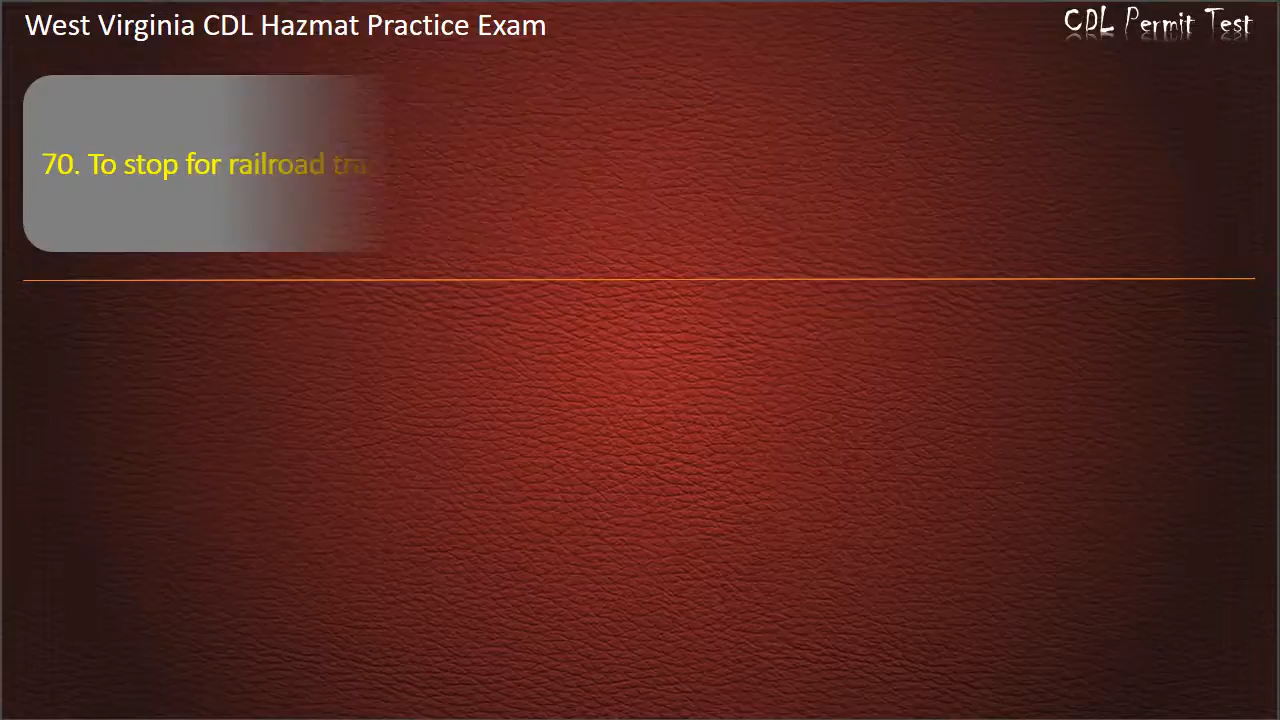 West Virginia CDL Hazmat Practice Exam
CDL Permit Test
70. To stop for railroad